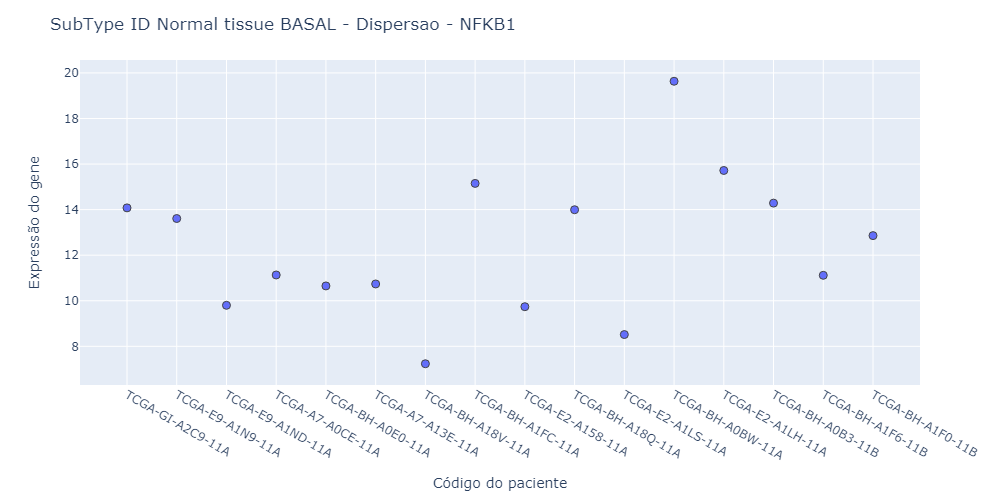 SubType ID Normal tissue BASAL - Dispersao - NFKB1
Expressão do gene
20
18
16
14
12
10
8
TCGA-GI-A2C9-11A
TCGA-E9-A1N9-11A
TCGA-E9-A1ND-11A
TCGA-A7-A0CE-11A
TCGA-BH-A0E0-11A
TCGA-A7-A13E-11A
TCGA-BH-A18V-11A
TCGA-BH-A1FC-11A
TCGA-E2-A158-11A
TCGA-BH-A18Q-11A
TCGA-E2-A1LS-11A
TCGA-BH-A0BW-11A
TCGA-E2-A1LH-11A
TCGA-BH-A0B3-11B
TCGA-BH-A1F6-11B
TCGA-BH-A1F0-11B
Código do paciente